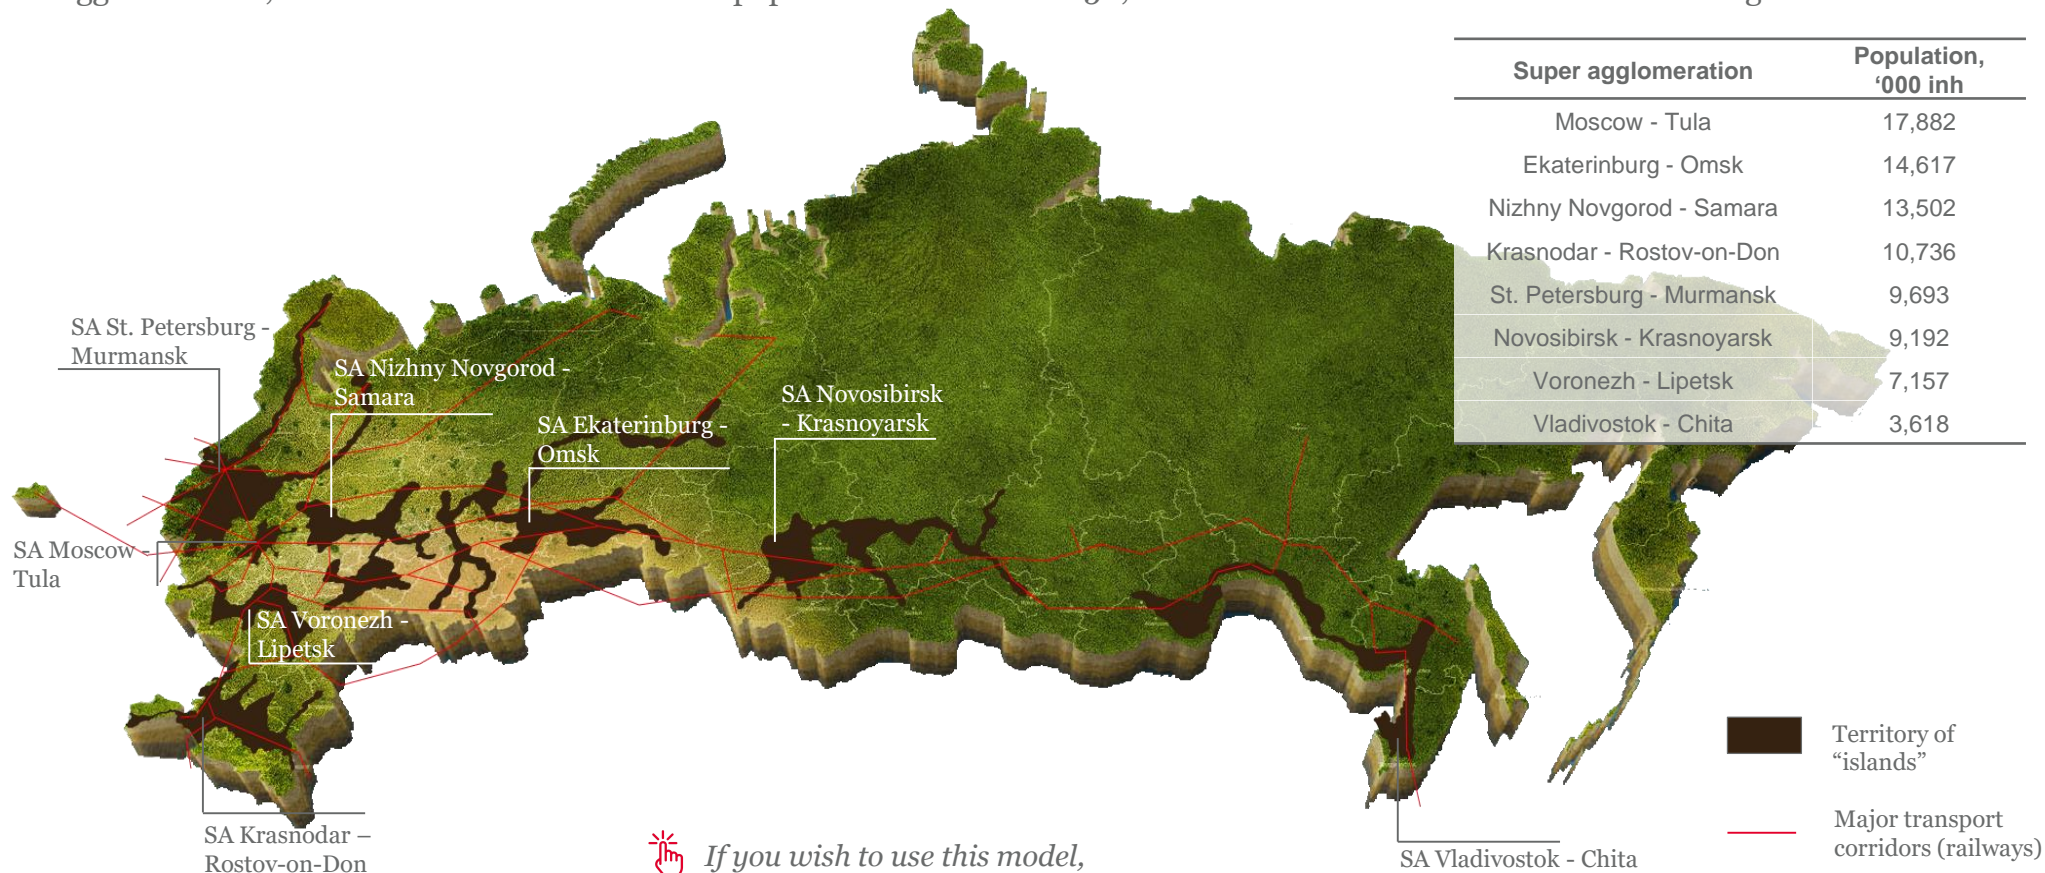 Super agglomeration
Population,
‘000 inh
Moscow - Tula 17,882
Ekaterinburg - Omsk 14,617
Nizhny Novgorod - Samara 13,502
Krasnodar - Rostov-on-Don 10,736
St. Petersburg - Murmansk 9,693
Novosibirsk - Krasnoyarsk 9,192
Voronezh - Lipetsk 7,157
Vladivostok - Chita 3,618
SA St. Petersburg -
Murmansk
SA Nizhny Novgorod -
Samara
SA Novosibirsk
- Krasnoyarsk
SA Ekaterinburg -
Omsk
SA Moscow -
Tula
SA Voronezh -
Lipetsk
SA Krasnodar –
Rostov-on-Don
SA Vladivostok - Chita
Territory of
“islands”
Major transport
corridors (railways)
If you wish to use this model,